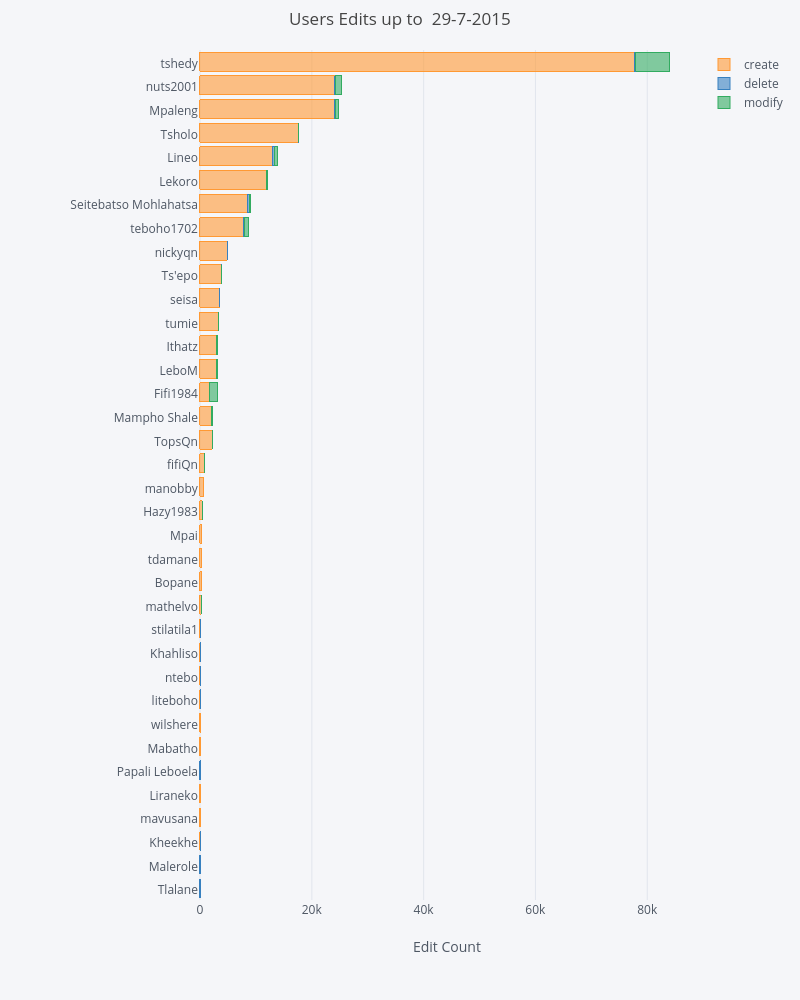 Users Edits up to  29-7-2015
create
delete
modify
tshedy
nuts2001
Mpaleng
Tsholo
Lineo
Lekoro
Seitebatso Mohlahatsa
teboho1702
nickyqn
Ts'epo
seisa
tumie
Ithatz
LeboM
Fifi1984
Mampho Shale
TopsQn
fifiQn
manobby
Hazy1983
Mpai
tdamane
Bopane
mathelvo
stilatila1
Khahliso
ntebo
liteboho
wilshere
Mabatho
Papali Leboela
Liraneko
mavusana
Kheekhe
Malerole
Tlalane
0 20k 40k 60k 80k
Edit Count